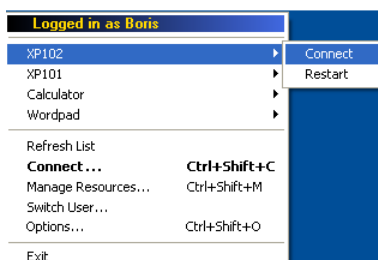 Logged in as Boris
XP102
Connect
XP101
Restart
Calculator
Wordpad
Refresh List
Connect... Ctrl+Shift+C
Manage Resources... Ctrl+Shift+M
Switch User...
Options... Ctrl+Shift+O
Exit